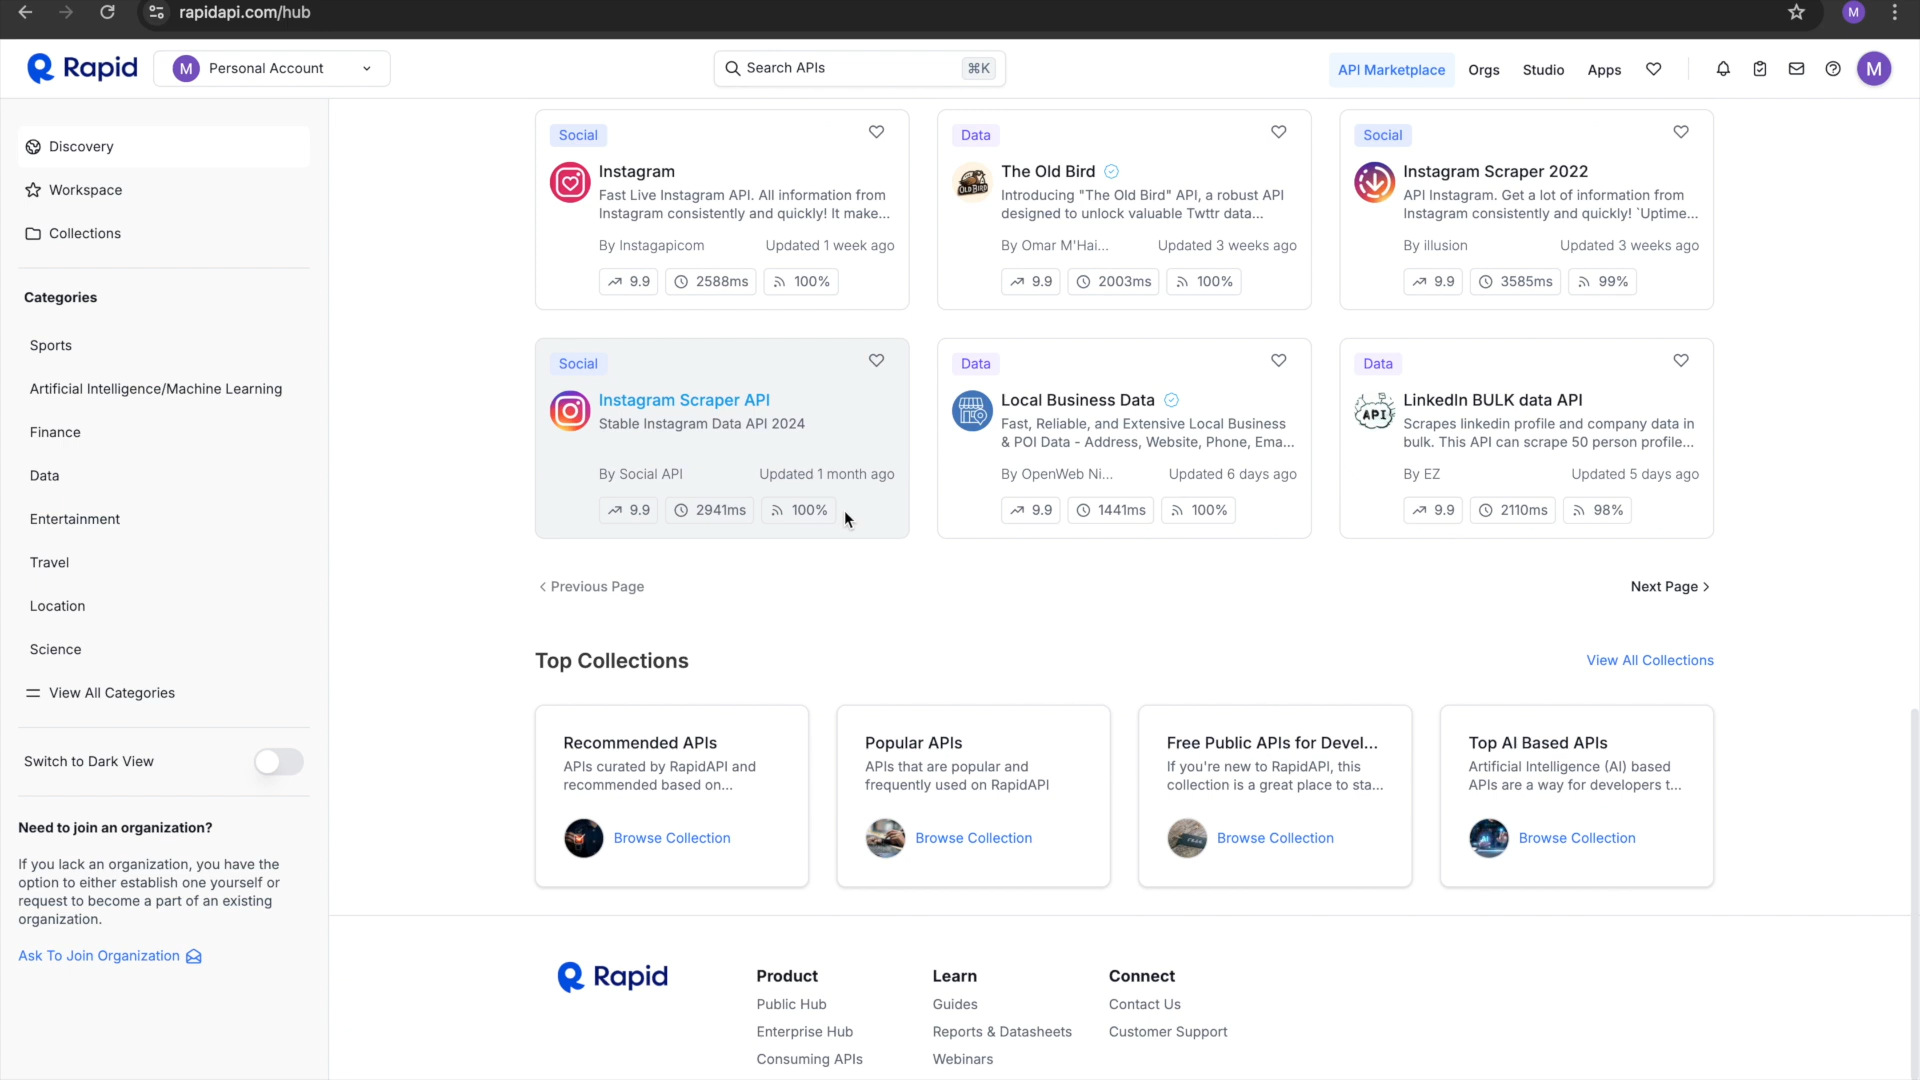 rapidapi.com/hub
M
Rapid
M Personal Account
Search APIs
⌘K
API Marketplace
Orgs
Studio
Apps
M
Discovery
Workspace
Collections
Categories
Sports
Artificial Intelligence/Machine Learning
Finance
Data
Entertainment
Travel
Location
Science
View All Categories
Switch to Dark View
Need to join an organization?
If you lack an organization, you have the
option to either establish one yourself or
request to become a part of an existing
organization.
Ask To Join Organization
Social
Instagram
Fast Live Instagram API. All information from
Instagram consistently and quickly! It make...
By Instagapicom
Updated 1 week ago
9.9
2588ms
100%
Data
OLD BIRD
The Old Bird
Introducing "The Old Bird" API, a robust API
designed to unlock valuable Twttr data...
By Omar M'Hai...
Updated 3 weeks ago
9.9
2003ms
100%
Social
Instagram Scraper 2022
API Instagram. Get a lot of information from
Instagram consistently and quickly! `Uptime...
By illusion
Updated 3 weeks ago
9.9
3585ms
99%
Social
Instagram Scraper API
Stable Instagram Data API 2024
By Social API
Updated 1 month ago
9.9
2941ms
100%
Data
Local Business Data
Fast, Reliable, and Extensive Local Business
& POI Data - Address, Website, Phone, Ema...
By OpenWeb Ni...
Updated 6 days ago
9.9
1441ms
100%
Data
API
LinkedIn BULK data API
Scrapes linkedin profile and company data in
bulk. This API can scrape 50 person profile...
By EZ
Updated 5 days ago
9.9
2110ms
98%
< Previous Page
Next Page >
Top Collections
View All Collections
Recommended APIs
APIs curated by RapidAPI and
recommended based on...
Browse Collection
Popular APIs
APIs that are popular and
frequently used on RapidAPI
Browse Collection
Free Public APIs for Devel...
If you're new to RapidAPI, this
collection is a great place to sta...
Browse Collection
Top AI Based APIs
Artificial Intelligence (AI) based
APIs are a way for developers t...
Browse Collection
Rapid
Product
Public Hub
Enterprise Hub
Consuming APIs
Learn
Guides
Reports & Datasheets
Webinars
Connect
Contact Us
Customer Support